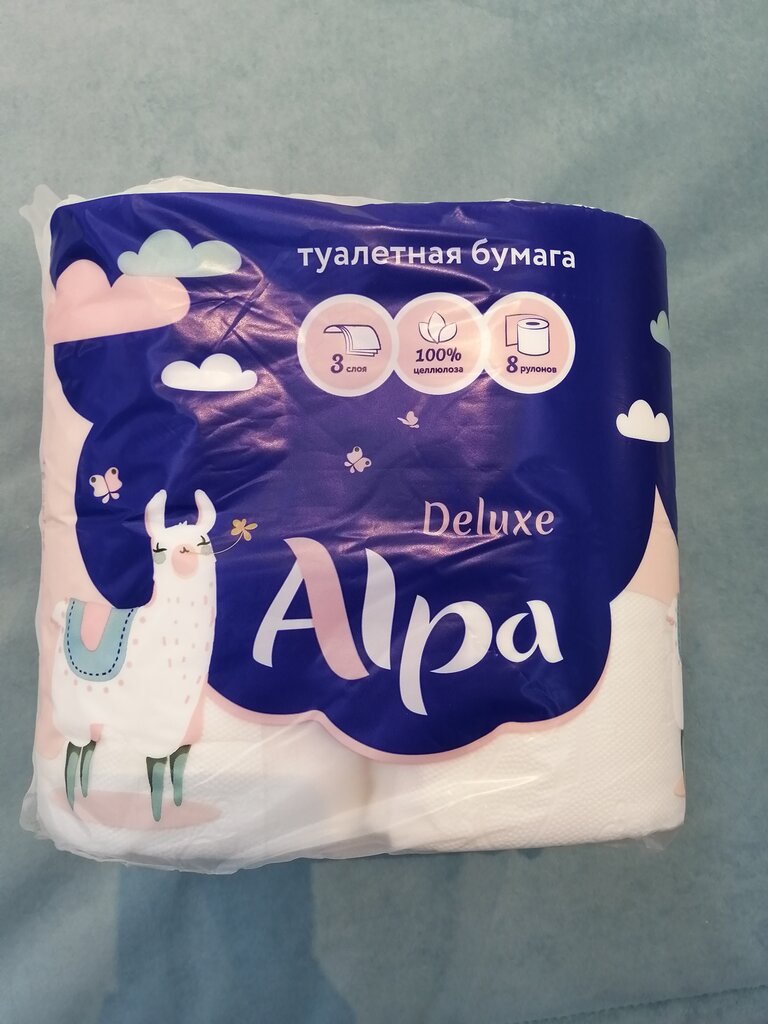 туалетная бумага
3 слоя
100%
целлюлоза
8 рулонов
Deluxe
Alpa